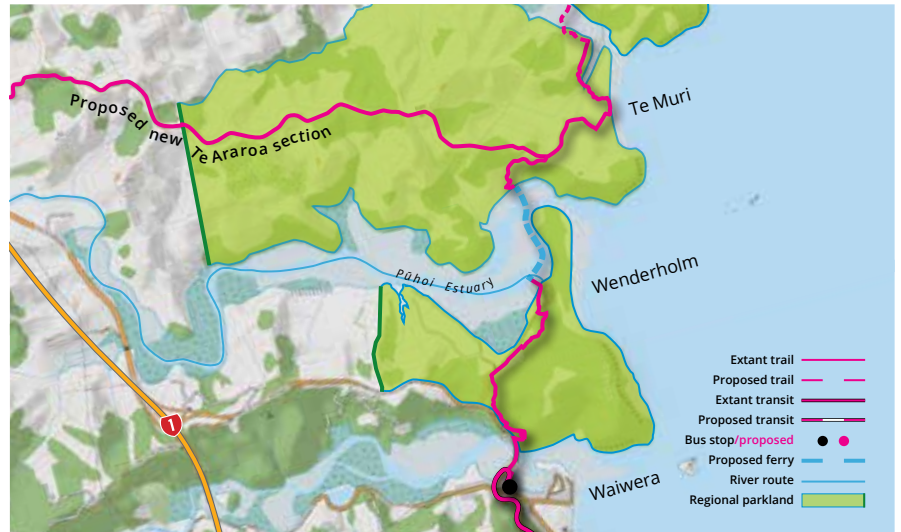 Te Muri
Proposed new Te Araroa section
Pūhoi Estuary
Wenderholm
1
Waiwera
Extant trail
Proposed trail
Extant transit
Proposed transit
Bus stop/proposed
Proposed ferry
River route
Regional parkland